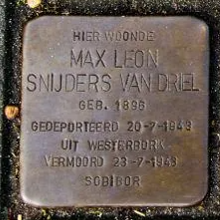 HIER WOONDE
MAX LEON
SNIJDERS VAN DRIEL
GEB. 1896
GEDEPORTEERD 20-7-1943
UIT WESTERBORK
VERMOORD 23-7-1943
SOBIBOR